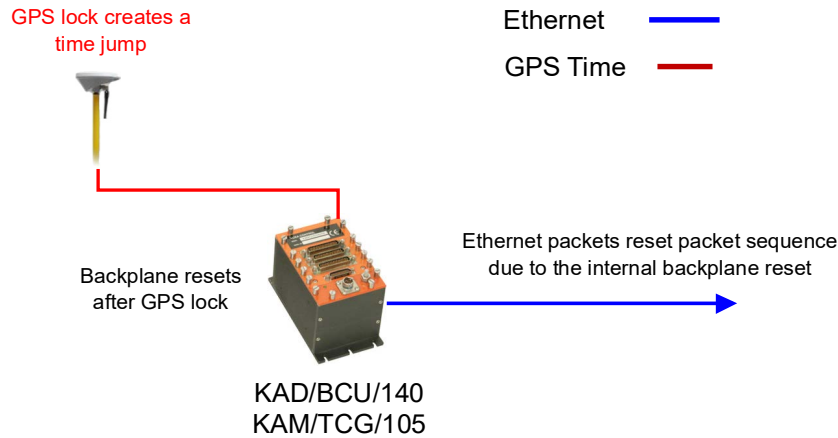 GPS lock creates a
time jump
Ethernet
GPS Time
Backplane resets
after GPS lock
Ethernet packets reset packet sequence
due to the internal backplane reset
KAD/BCU/140
KAM/TCG/105